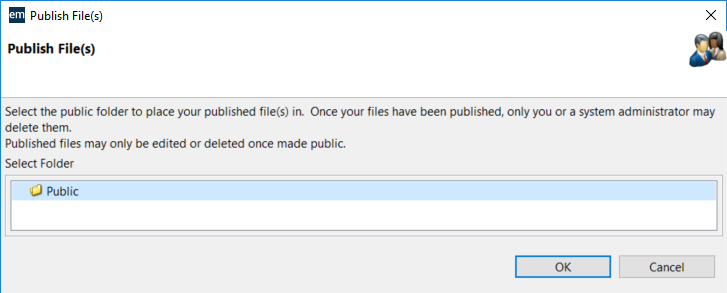 em Publish File(s)
Publish File(s)
Select the public folder to place your published file(s) in.  Once your files have been published, only you or a system administrator may
delete them.
Published files may only be edited or deleted once made public.
Select Folder
Public
OK Cancel